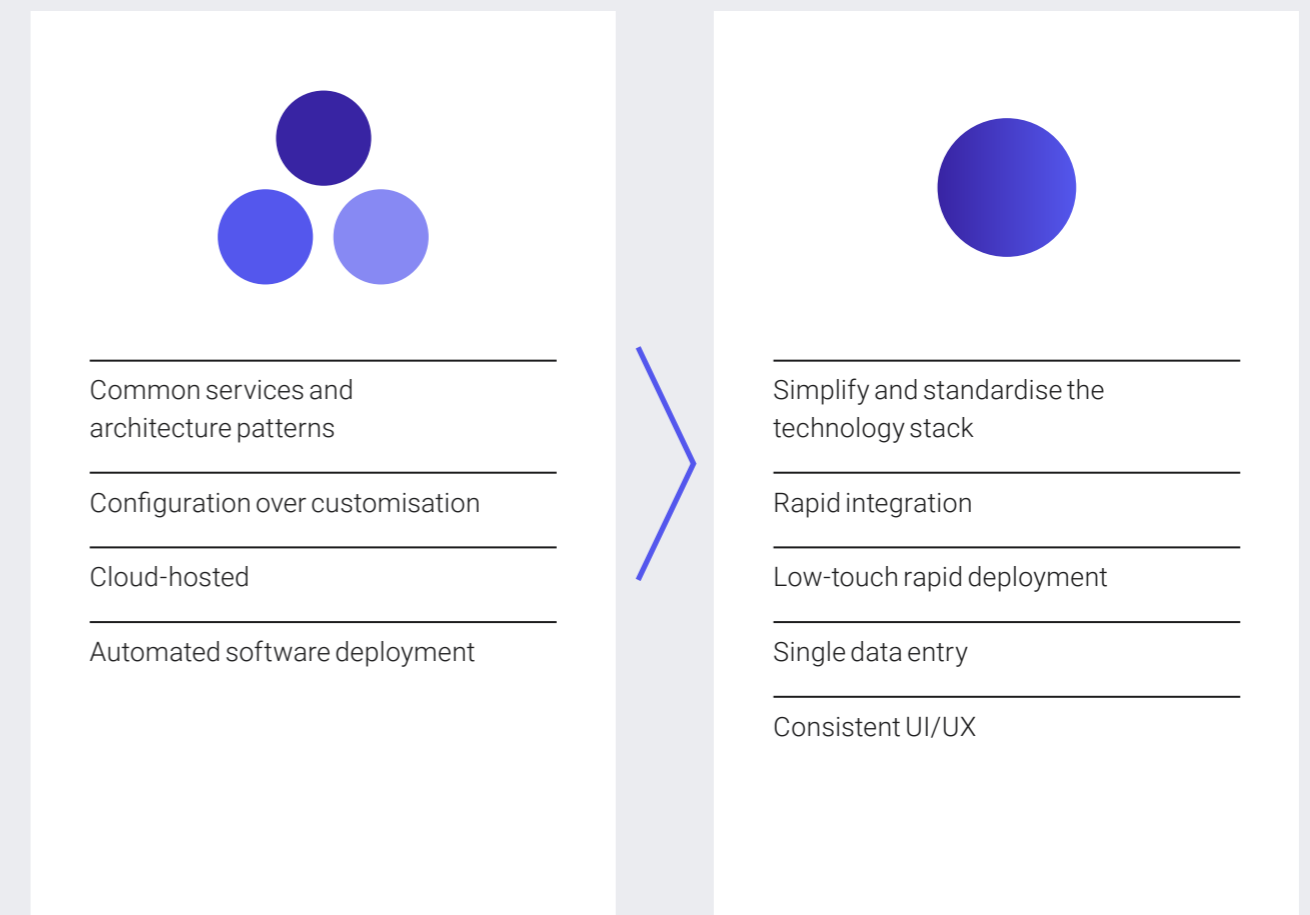 Common services and
architecture patterns
Configuration over customisation
Cloud-hosted
Automated software deployment
Simplify and standardise the
technology stack
Rapid integration
Low-touch rapid deployment
Single data entry
Consistent UI/UX